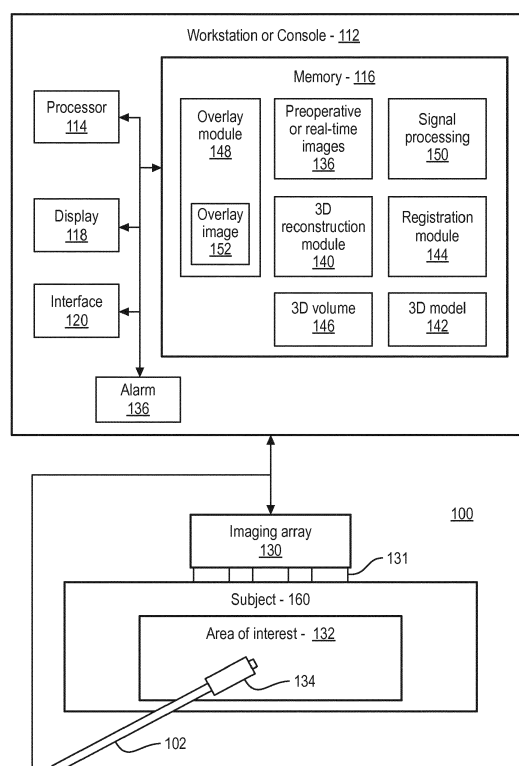 Workstation or Console - 112
Memory - 116
Processor
114
Display
118
Interface
120
Alarm
136
Overlay module
148
Overlay
image
152
Preoperative
or real-time
images
136
Signal
processing
150
3D
reconstruction
module
140
Registration
module
144
3D volume
146
3D model
142
100
Imaging array
130
131
Subject - 160
Area of interest - 132
134
102